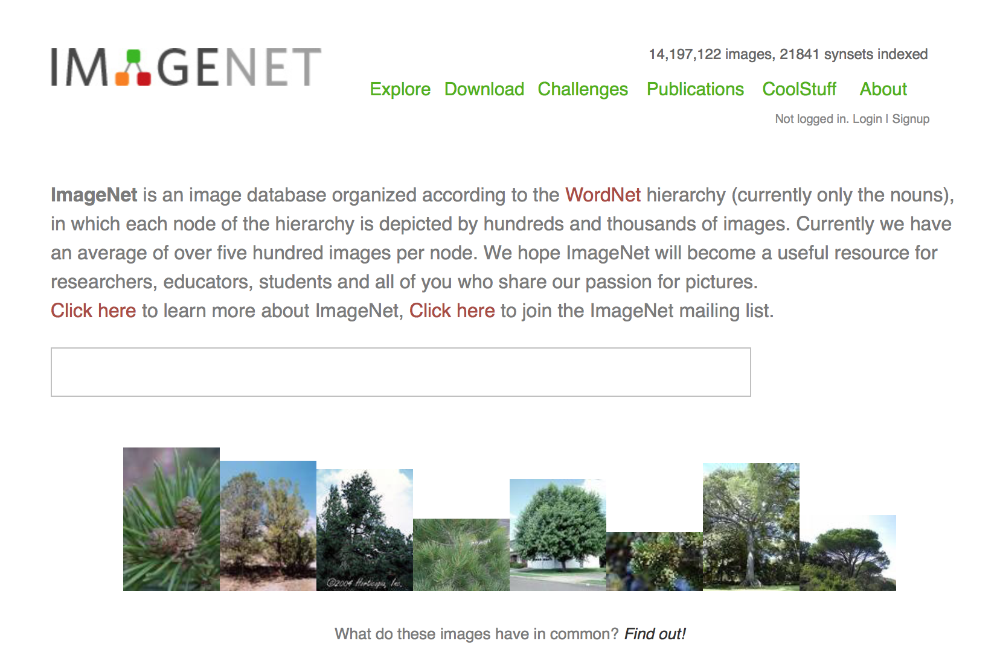 IMAGENET
14,197,122 images, 21841 synsets indexed
Explore Download Challenges Publications CoolStuff About
Not logged in. Login | Signup
ImageNet is an image database organized according to the WordNet hierarchy (currently only the nouns),
in which each node of the hierarchy is depicted by hundreds and thousands of images. Currently we have
an average of over five hundred images per node. We hope ImageNet will become a useful resource for
researchers, educators, students and all of you who share our passion for pictures.
Click here to learn more about ImageNet, Click here to join the ImageNet mailing list.
©2004 Horticopia, Inc.
What do these images have in common? Find out!